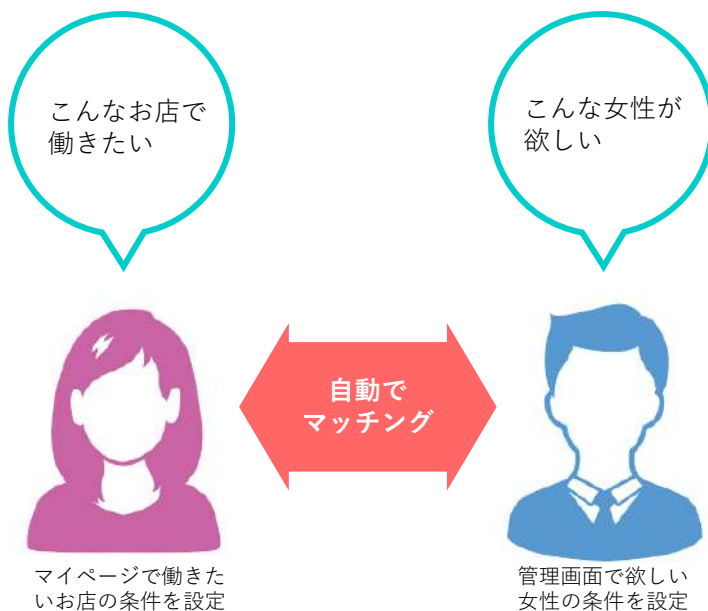 こんなお店で
働きたい
こんな女性が
欲しい
自動で
マッチング
マイページで働きた
いお店の条件を設定
管理画面で欲しい
女性の条件を設定